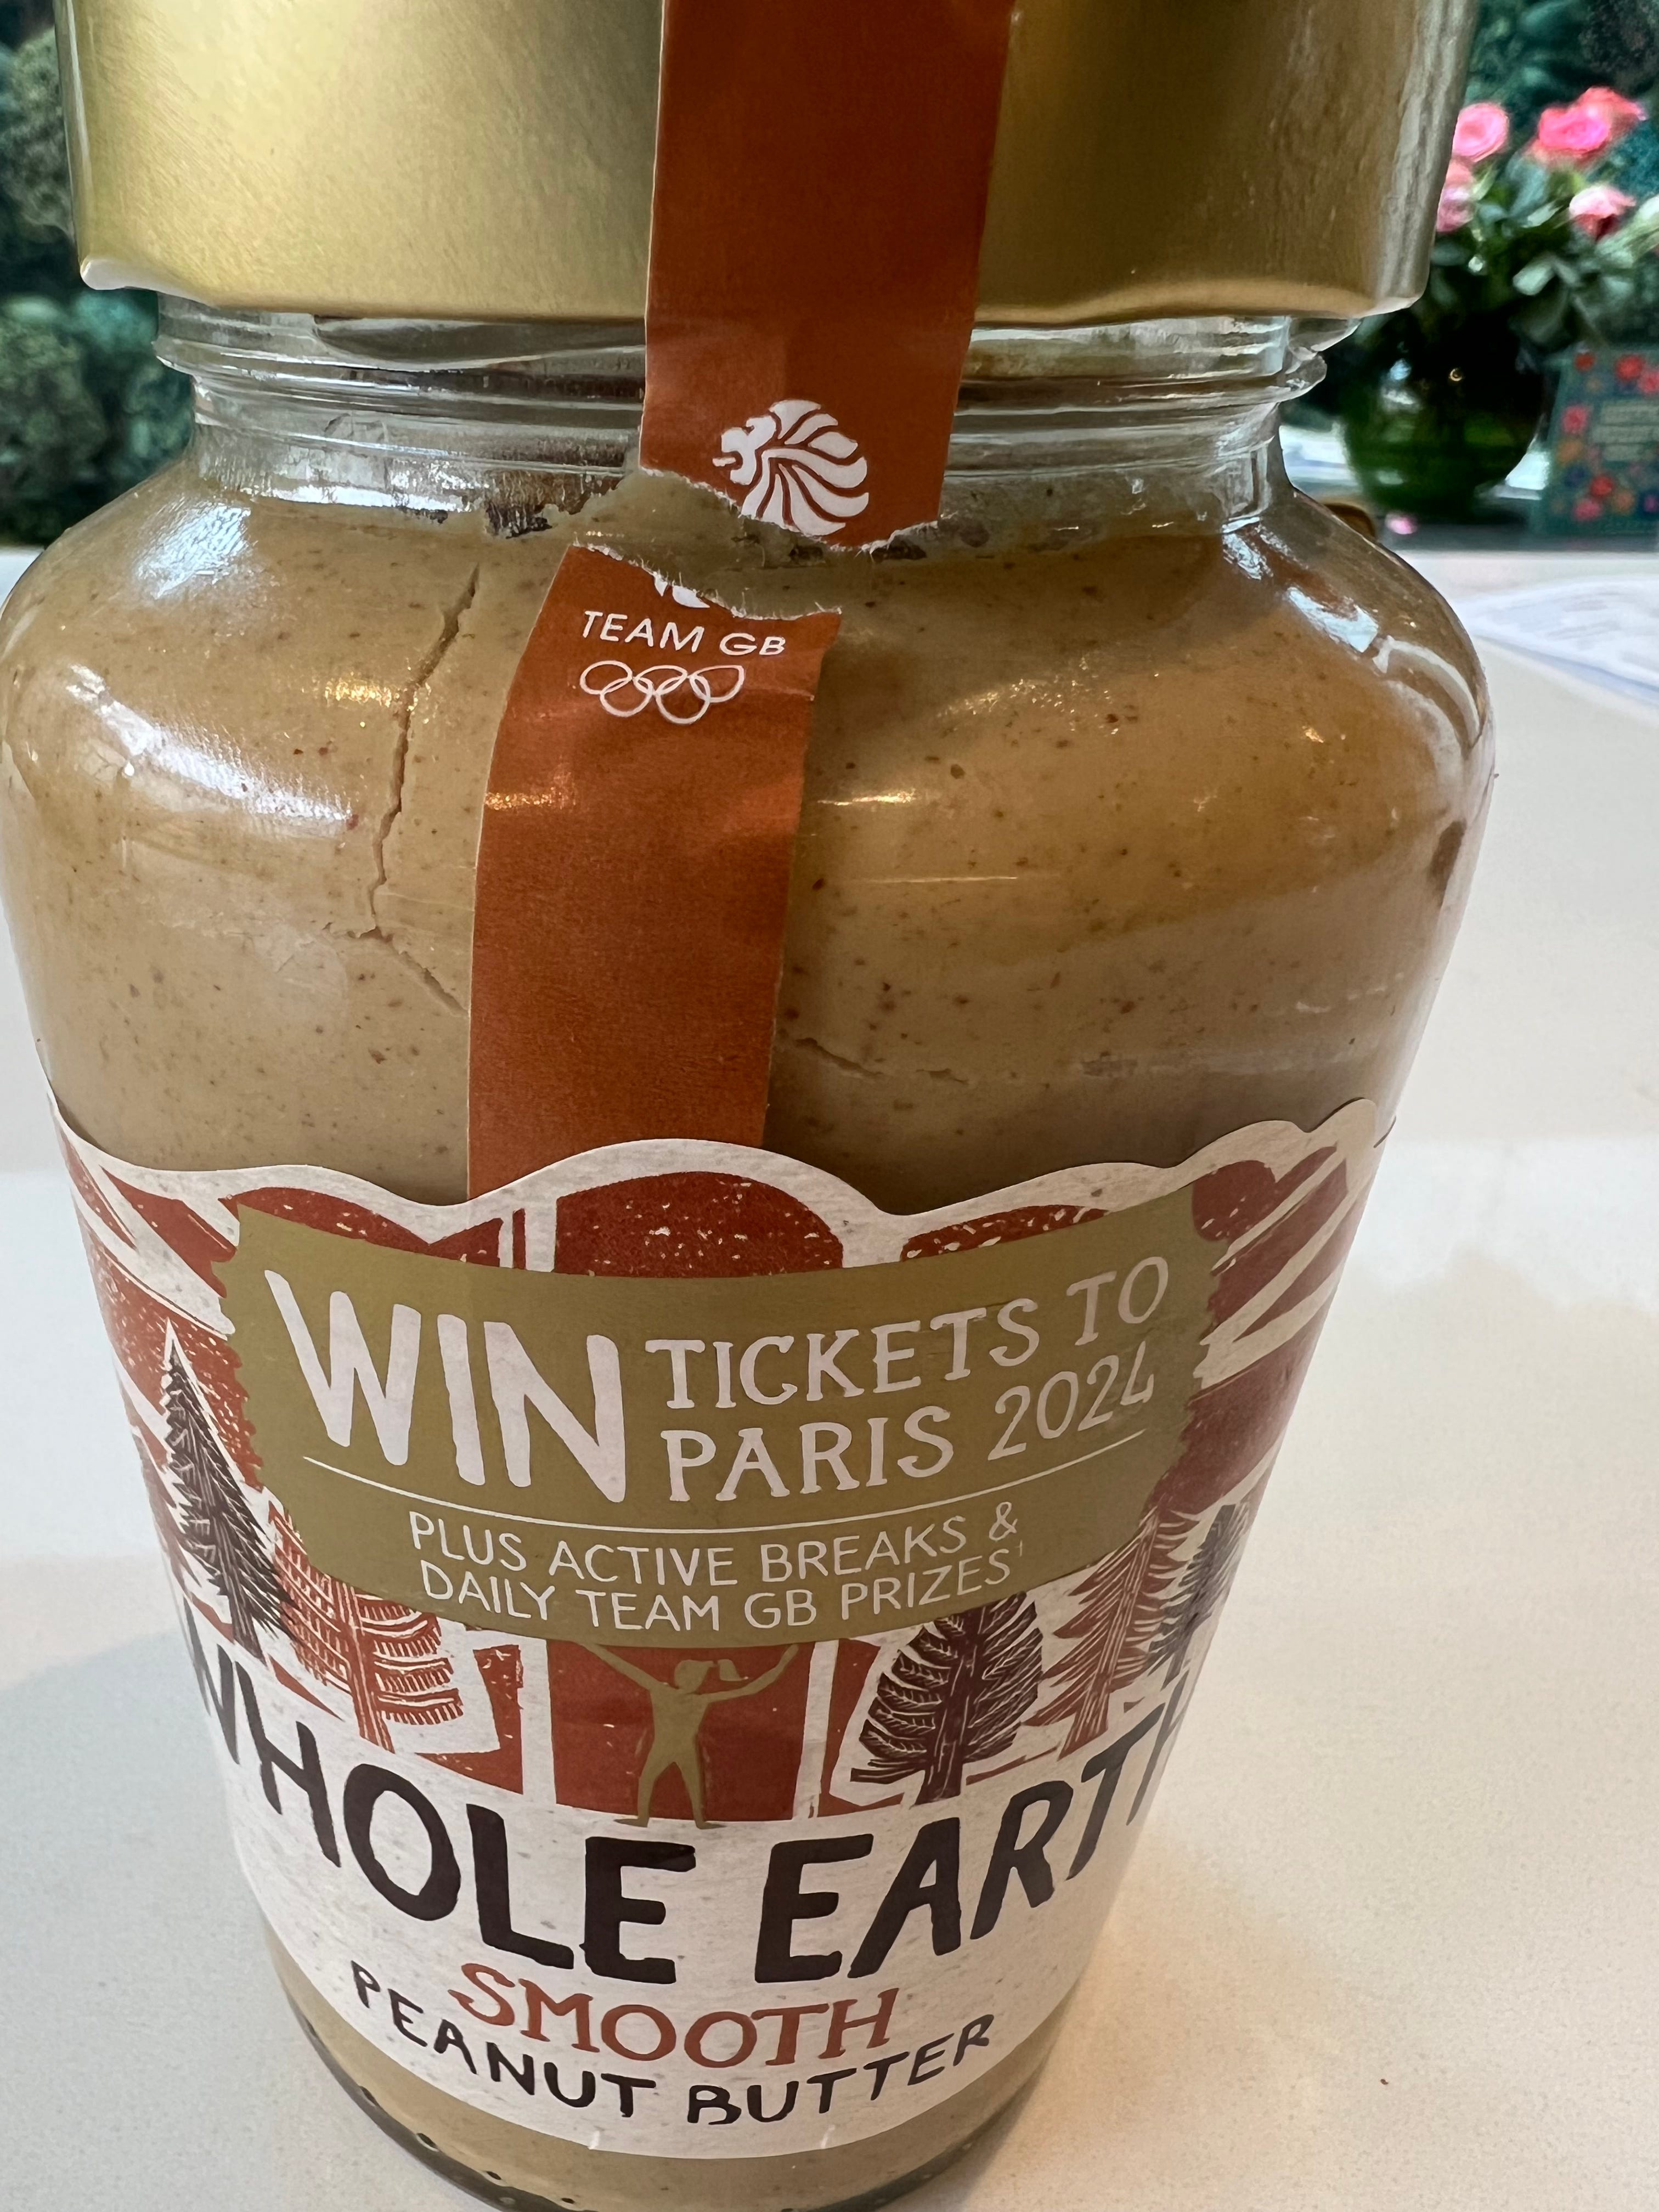 TEAM GB
WIN TICKETS TO
PARIS 2024
PLUS ACTIVE BREAKS &
DAILY TEAM GB PRIZES†
WHOLE EARTH
SMOOTH
PEANUT BUTTER